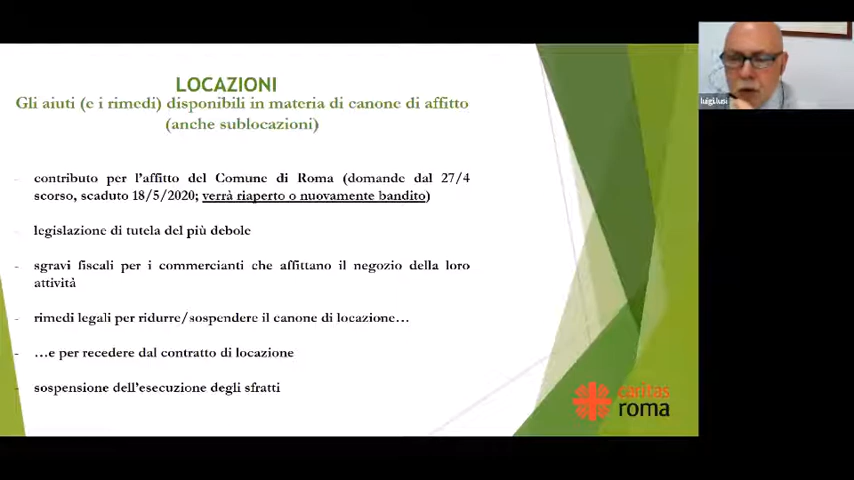 LOCAZIONI
Gli aiuti (e i rimedi) disponibili in materia di canone di affitto
(anche sublocazioni)
- contributo per l'affitto del Comune di Roma (domande dal 27/4
scorso, scaduto 18/5/2020; verrà riaperto o nuovamente bandito)
- legislazione di tutela del più debole
- sgravi fiscali per i commercianti che affittano il negozio della loro
attività
- rimedi legali per ridurre/sospendere il canone di locazione…
- …e per recedere dal contratto di locazione
- sospensione dell'esecuzione degli sfratti
caritas
roma
luigi.lusi